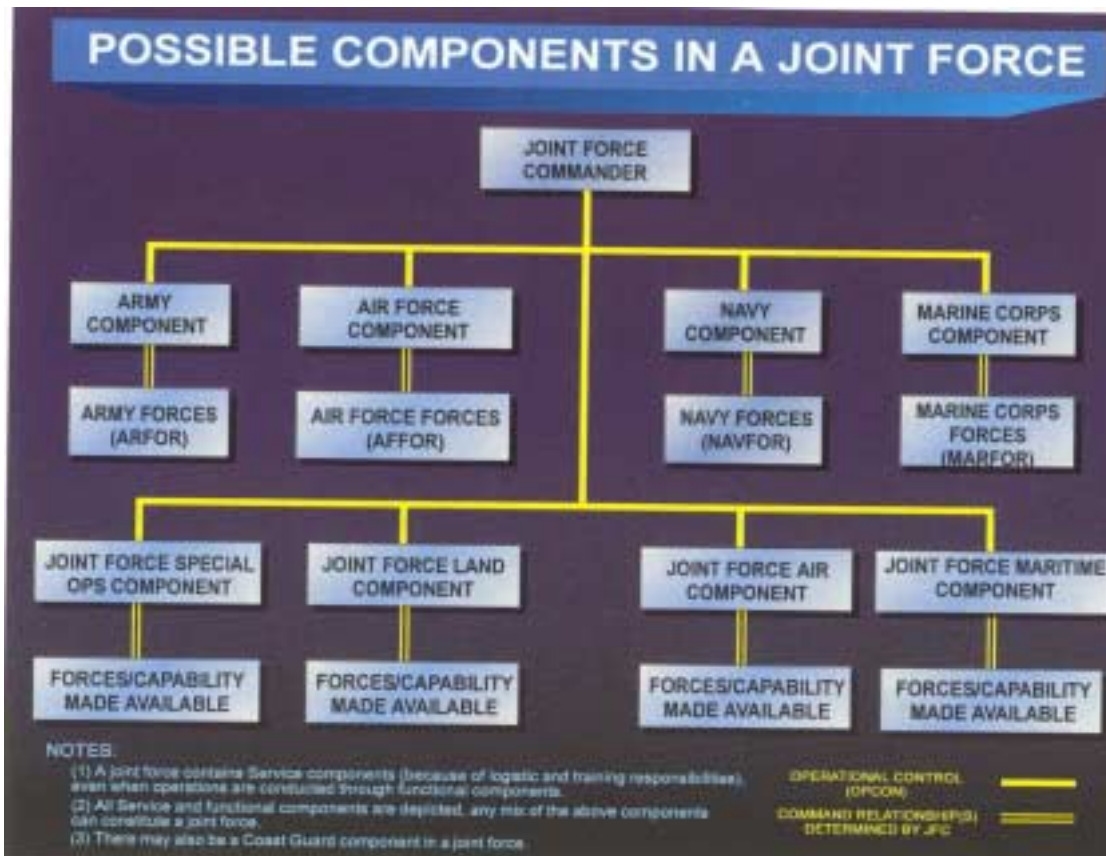 POSSIBLE COMPONENTS IN A JOINT FORCE
JOINT FORCE
COMMANDER
ARMY
COMPONENT
AIR FORCE
COMPONENT
NAVY
COMPONENT
MARINE CORPS
COMPONENT
ARMY FORCES
(ARFOR)
AIR FORCE FORCES
(AFFOR)
NAVY FORCES
(NAVFOR)
MARINE CORPS
FORCES
(MARFOR)
JOINT FORCE SPECIAL
OPS COMPONENT
JOINT FORCE LAND
COMPONENT
JOINT FORCE AIR
COMPONENT
JOINT FORCE MARITIME
COMPONENT
FORCES/CAPABILITY
MADE AVAILABLE
FORCES/CAPABILITY
MADE AVAILABLE
FORCES/CAPABILITY
MADE AVAILABLE
FORCES/CAPABILITY
MADE AVAILABLE
NOTES:
(1) A joint force contains Service components (because of logistic and training responsibilities),
even when operations are conducted through functional components.
(2) All Service and functional components are depicted, any mix of the above components
can constitute a joint force.
(3) There may also be a Coast Guard component in a joint force.
OPERATIONAL CONTROL
(OPCON)
COMMAND RELATIONSHIP(S)
DETERMINED BY JFC